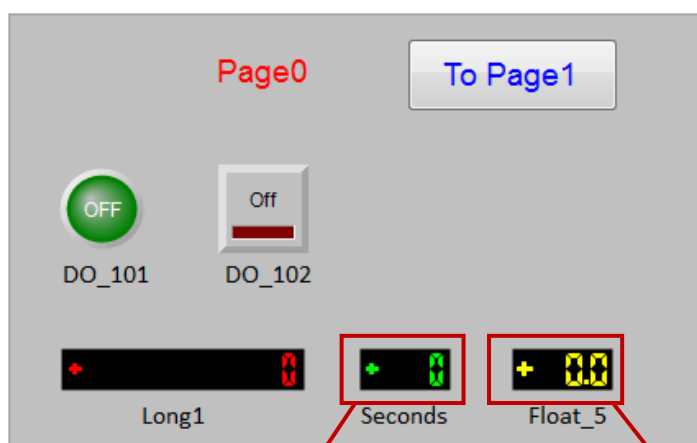 Page0
To Page1
OFF
Off
DO_101
DO_102
+ 0
+ 0
+ 0.0
Long1
Seconds
Float_5